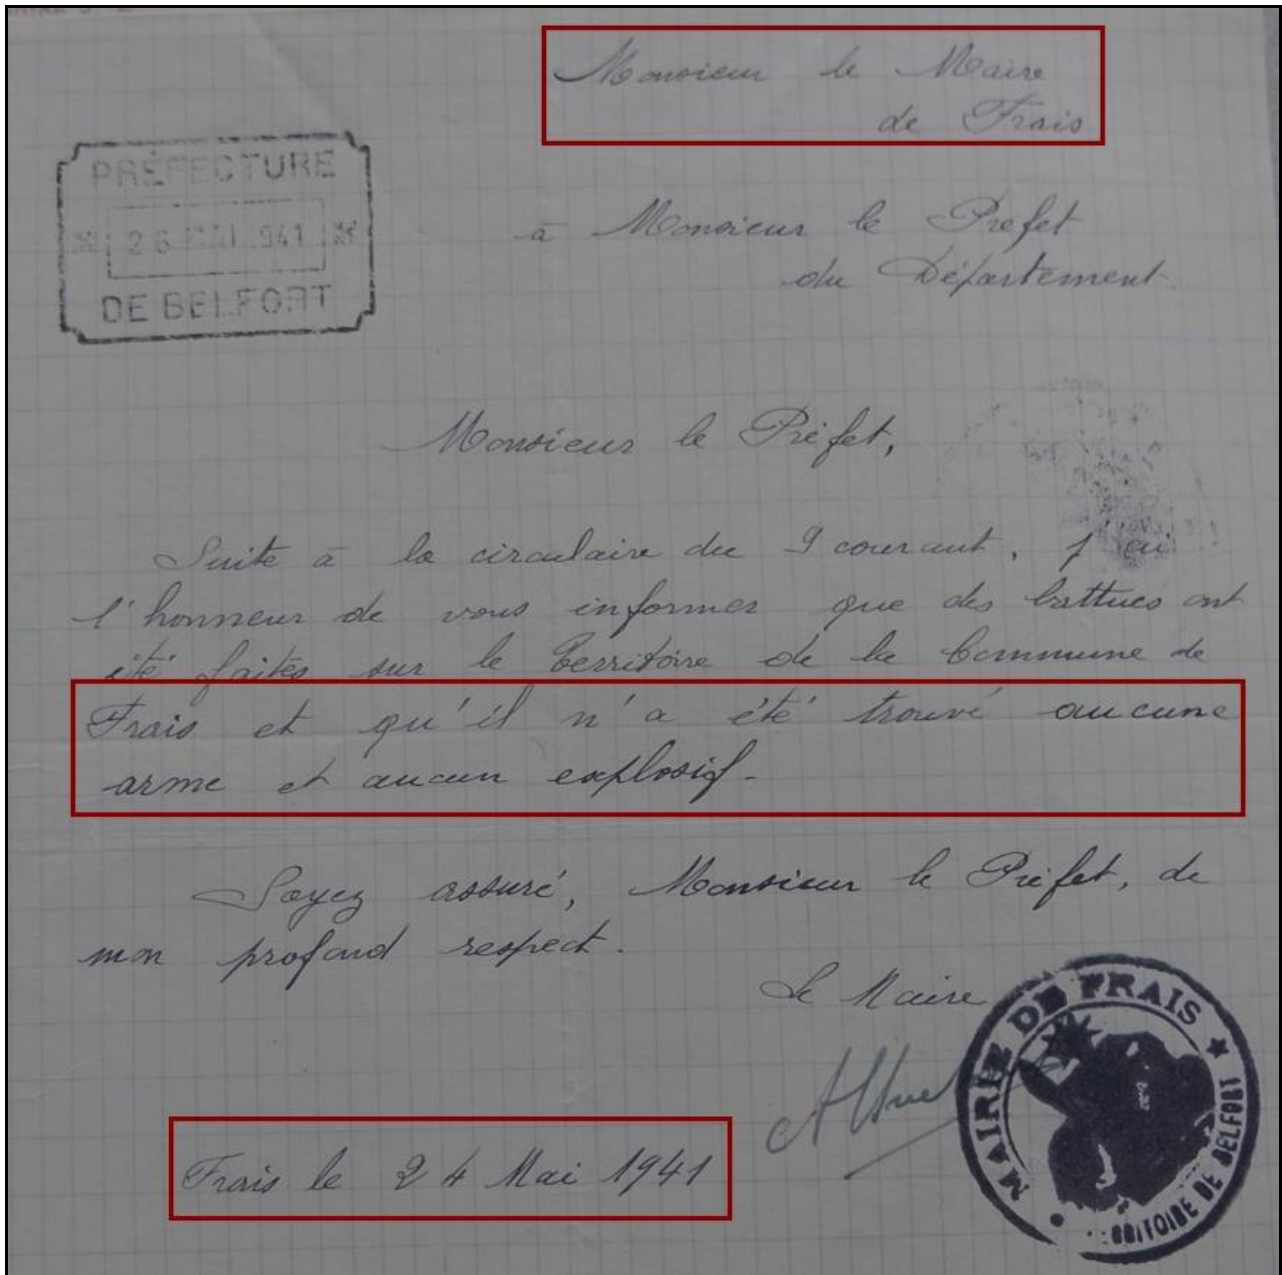 Monsieur le Maire
de Frais
PRÉFECTURE
26 MAI 1941
DE BELFORT
à Monsieur le Préfet
du Département.
Monsieur le Préfet,
Suite à la circulaire du 9 courant, j'ai
l'honneur de vous informer que des battues ont
été faites sur le territoire de la Commune de
Frais et qu'il n'a été trouvé aucune
arme et aucun explosif.
Soyez assuré, Monsieur le Préfet, de
mon profond respect.
Le Maire
MAIRIE DE FRAIS
TERRITOIRE DE BELFORT
Frais le 24 Mai 1941